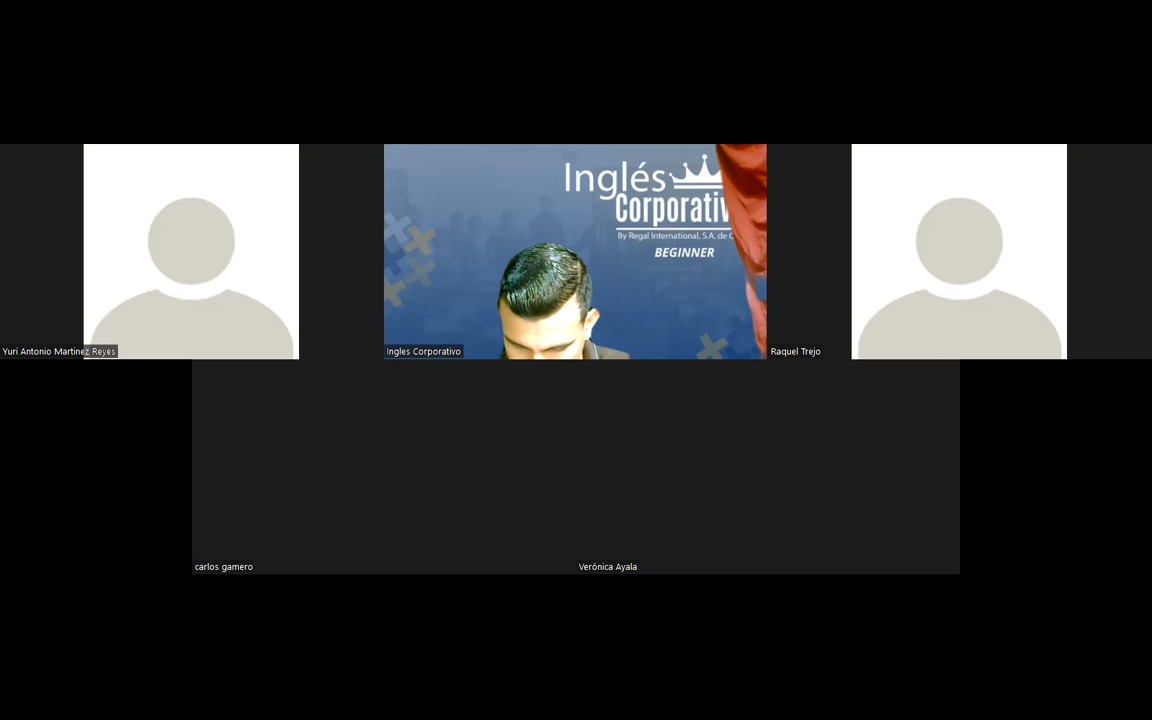 Inglés
Corporativ
By Regal International, S.A. de C
BEGINNER
Yuri Antonio Martinez Reyes
Ingles Corporativo
Raquel Trejo
carlos gamero
Verónica Ayala